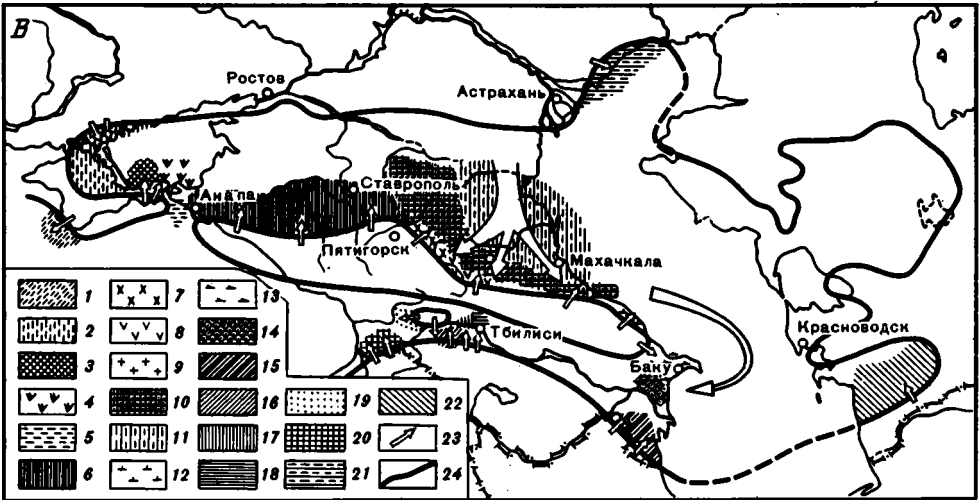 В
Ростов
Астрахань
Анапа
Ставрополь
Пятигорск
Махачкала
Тбилиси
Баку
Красноводск
1 7 13
2 8 14
3 9 15
4 10 16 19 22
5 11 17 20 23
6 12 18 21 24